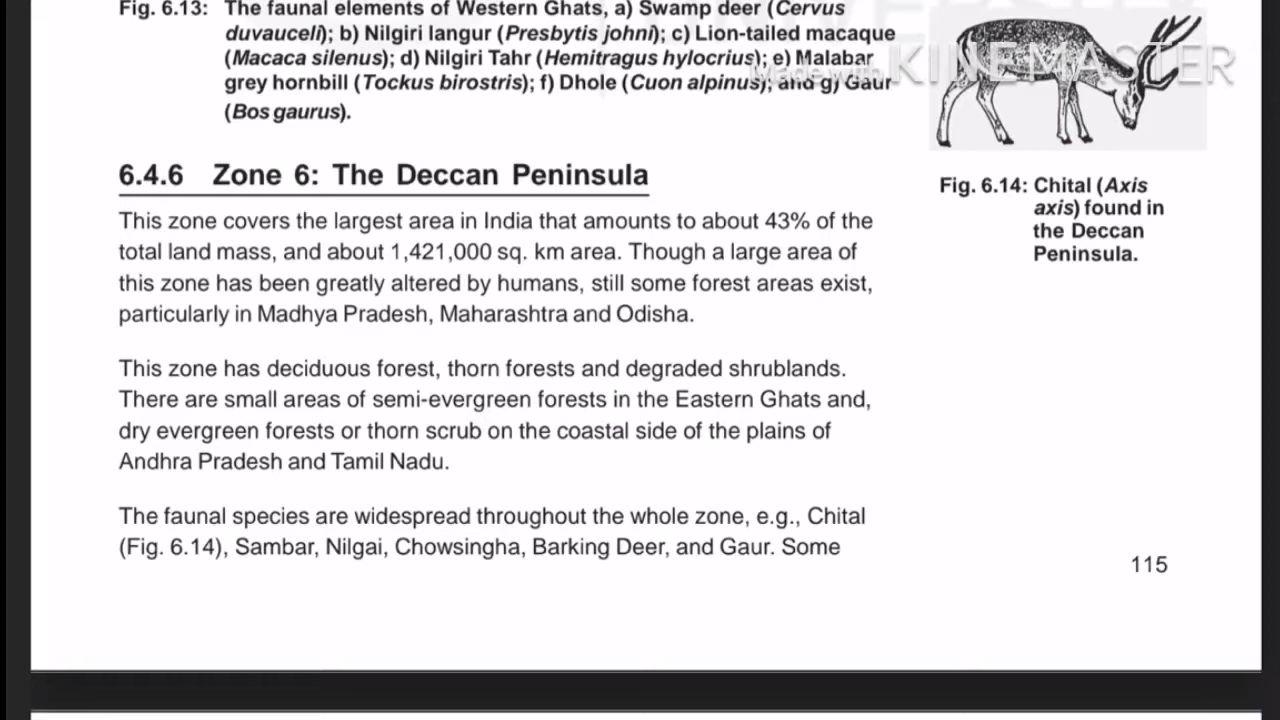 Fig. 6.13: The faunal elements of Western Ghats, a) Swamp deer (Cervus
duvauceli); b) Nilgiri langur (Presbytis johni); c) Lion-tailed macaque
(Macaca silenus); d) Nilgiri Tahr (Hemitragus hylocrius); e) Malabar
grey hornbill (Tockus birostris); f) Dhole (Cuon alpinus); and g) Gaur
(Bos gaurus).
Made with KINEMASTER
6.4.6 Zone 6: The Deccan Peninsula
Fig. 6.14: Chital (Axis
axis) found in
the Deccan
Peninsula.
This zone covers the largest area in India that amounts to about 43% of the
total land mass, and about 1,421,000 sq. km area. Though a large area of
this zone has been greatly altered by humans, still some forest areas exist,
particularly in Madhya Pradesh, Maharashtra and Odisha.
This zone has deciduous forest, thorn forests and degraded shrublands.
There are small areas of semi-evergreen forests in the Eastern Ghats and,
dry evergreen forests or thorn scrub on the coastal side of the plains of
Andhra Pradesh and Tamil Nadu.
The faunal species are widespread throughout the whole zone, e.g., Chital
(Fig. 6.14), Sambar, Nilgai, Chowsingha, Barking Deer, and Gaur. Some
115